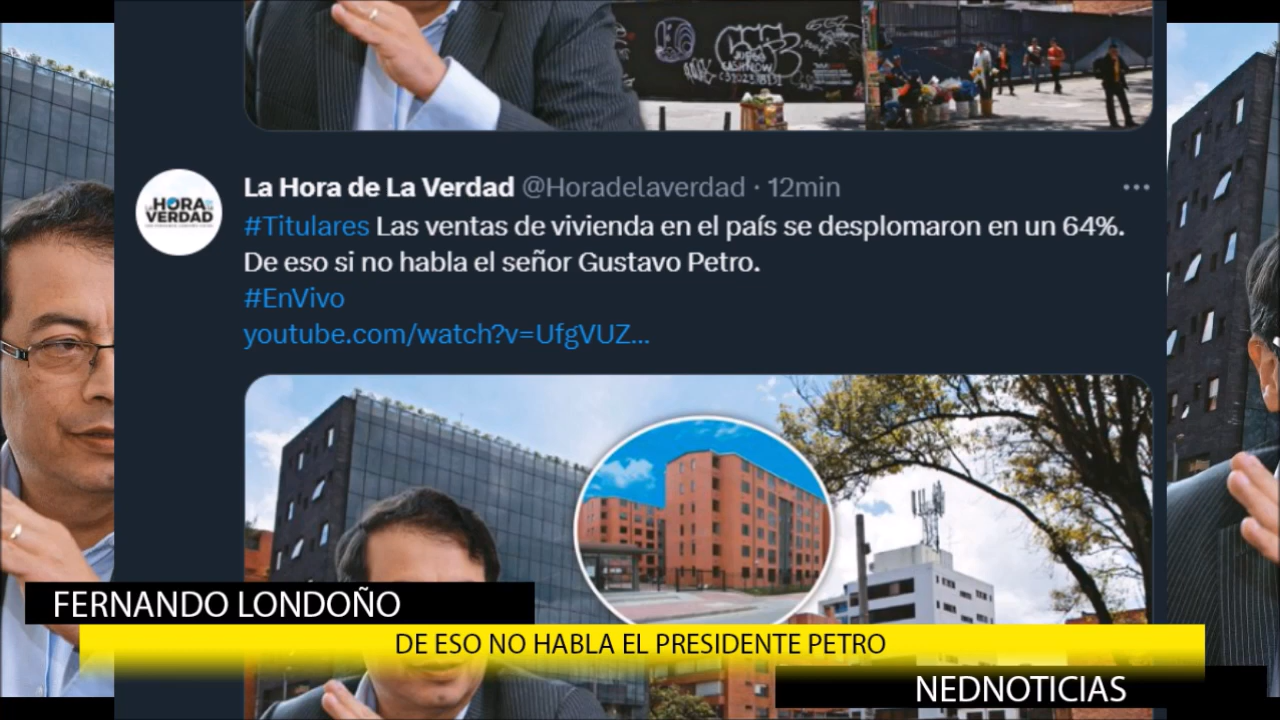 La Hora de La Verdad @Horadelaverdad · 12min
HORA
VERDAD
#Titulares Las ventas de vivienda en el país se desplomaron en un 64%.
De eso si no habla el señor Gustavo Petro.
#EnVivo
youtube.com/watch?v=UfgVUZ...
FERNANDO LONDOÑO
DE ESO NO HABLA EL PRESIDENTE PETRO
NEDNOTICIAS